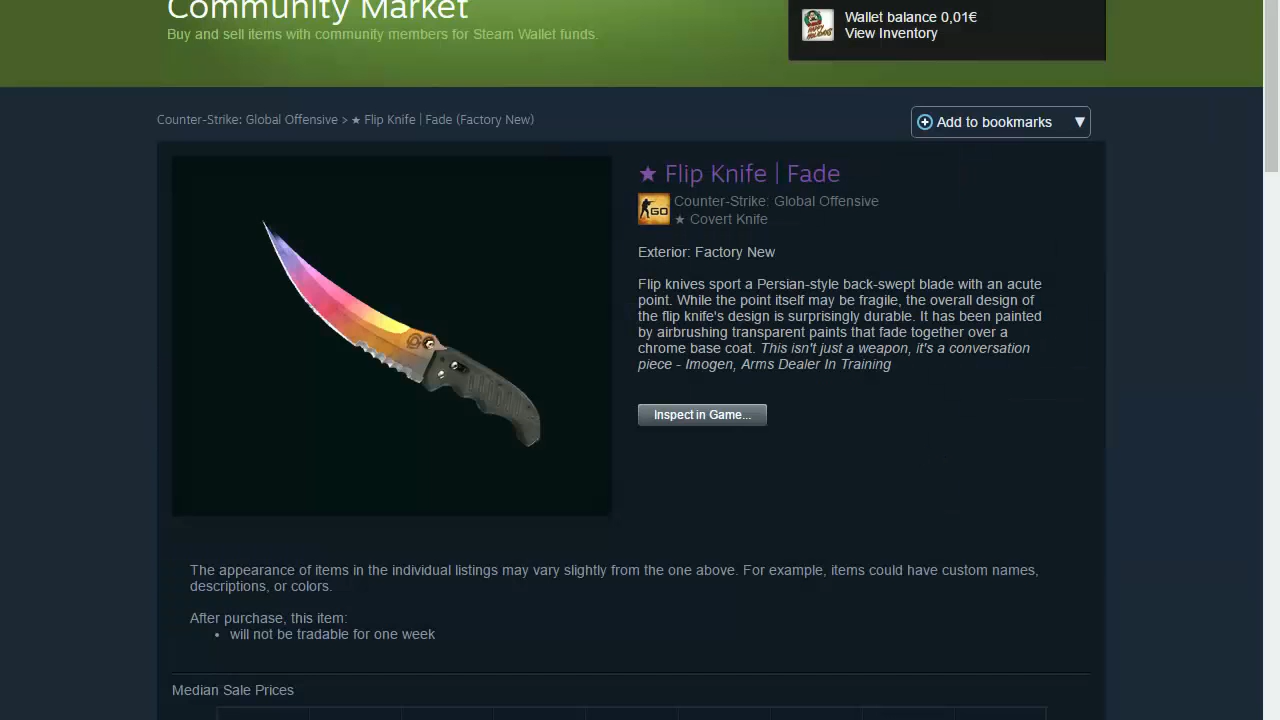 Community Market
Buy and sell items with community members for Steam Wallet funds.
Wallet balance 0,01€
View Inventory
Counter-Strike: Global Offensive > ★ Flip Knife | Fade (Factory New)
Add to bookmarks ▼
★ Flip Knife | Fade
GO
Counter-Strike: Global Offensive
★ Covert Knife
Exterior: Factory New
Flip knives sport a Persian-style back-swept blade with an acute
point. While the point itself may be fragile, the overall design of
the flip knife's design is surprisingly durable. It has been painted
by airbrushing transparent paints that fade together over a
chrome base coat. This isn't just a weapon, it's a conversation
piece - Imogen, Arms Dealer In Training
Inspect in Game...
The appearance of items in the individual listings may vary slightly from the one above. For example, items could have custom names,
descriptions, or colors.
After purchase, this item:
• will not be tradable for one week
Median Sale Prices